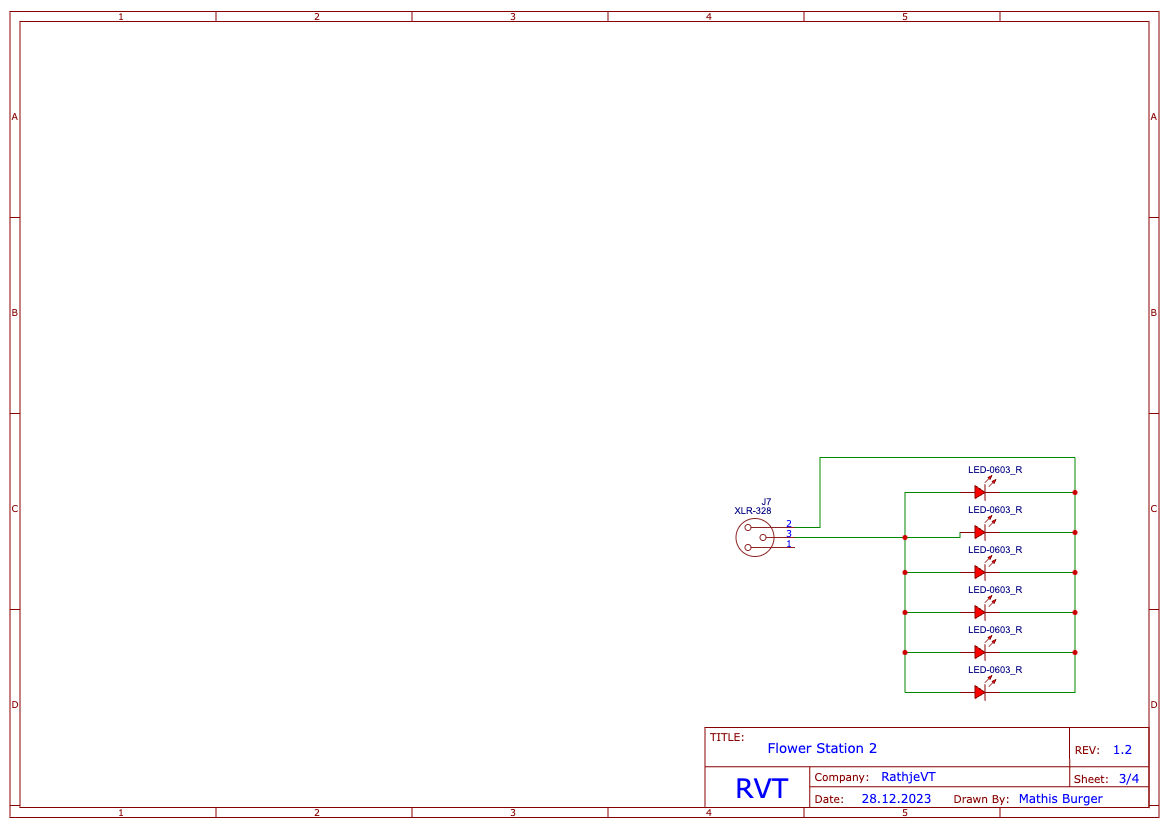 1 2 3 4 5
A A
B B
LED-0603_R
J7
LED-0603_R
C C
XLR-328
2
3
1
LED-0603_R
LED-0603_R
LED-0603_R
LED-0603_R
D D
TITLE:
Flower Station 2
REV: 1.2
RVT
Company: RathjeVT
Sheet: 3/4
Date: 28.12.2023 Drawn By: Mathis Burger
1 2 3 4 5